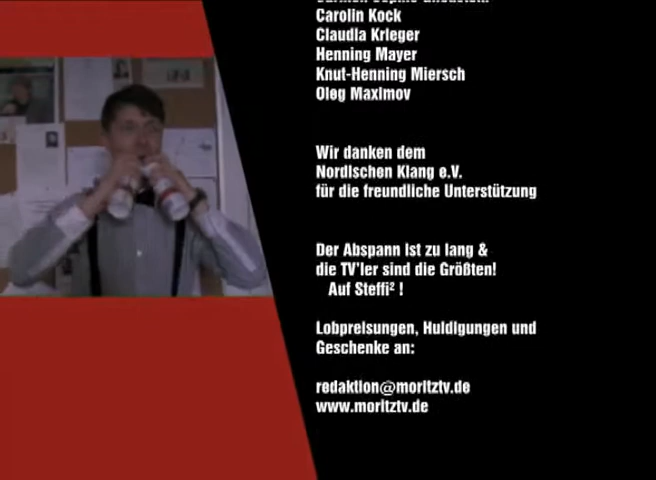 Carolin Kock
Claudia Krieger
Henning Mayer
Knut-Henning Miersch
Oleg Maximov
Wir danken dem
Nordischen Klang e.V.
für die freundliche Unterstützung
Der Abspann ist zu lang &
die TV'ler sind die Größten!
Auf Steffi² !
Lobpreisungen, Huldigungen und
Geschenke an:
redaktion@moritztv.de
www.moritztv.de